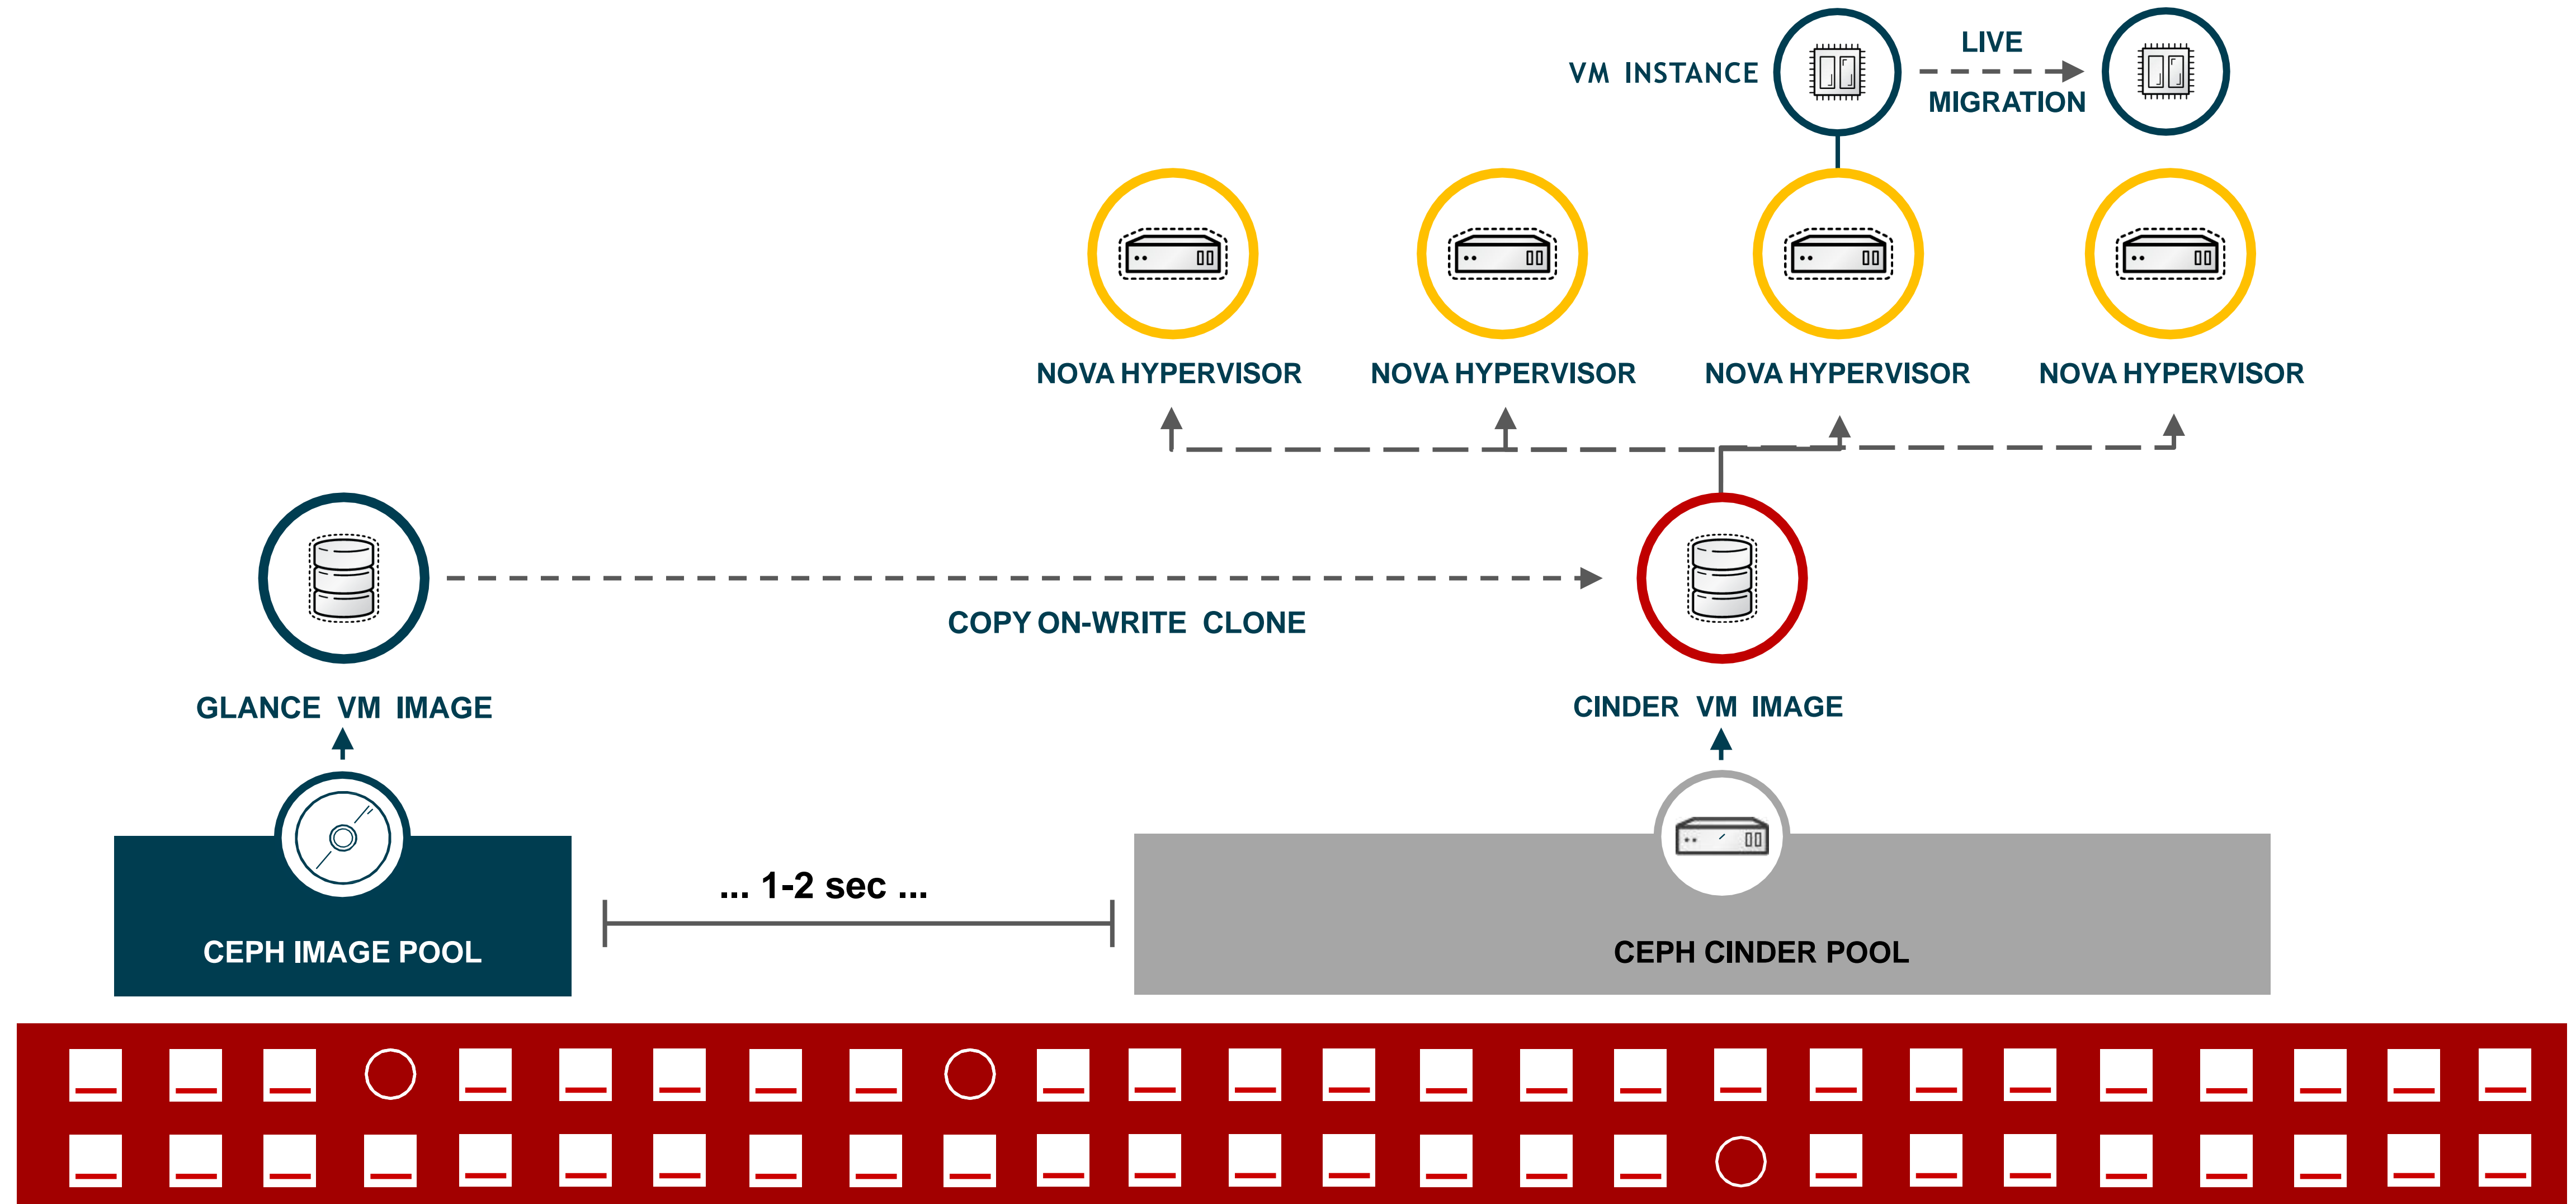 LIVE
VM INSTANCE
MIGRATION
NOVA HYPERVISOR
NOVA HYPERVISOR
NOVA HYPERVISOR
NOVA HYPERVISOR
COPY ON-WRITE CLONE
GLANCE VM IMAGE
CINDER VM IMAGE
... 1-2 sec ...
CEPH IMAGE POOL
CEPH CINDER POOL